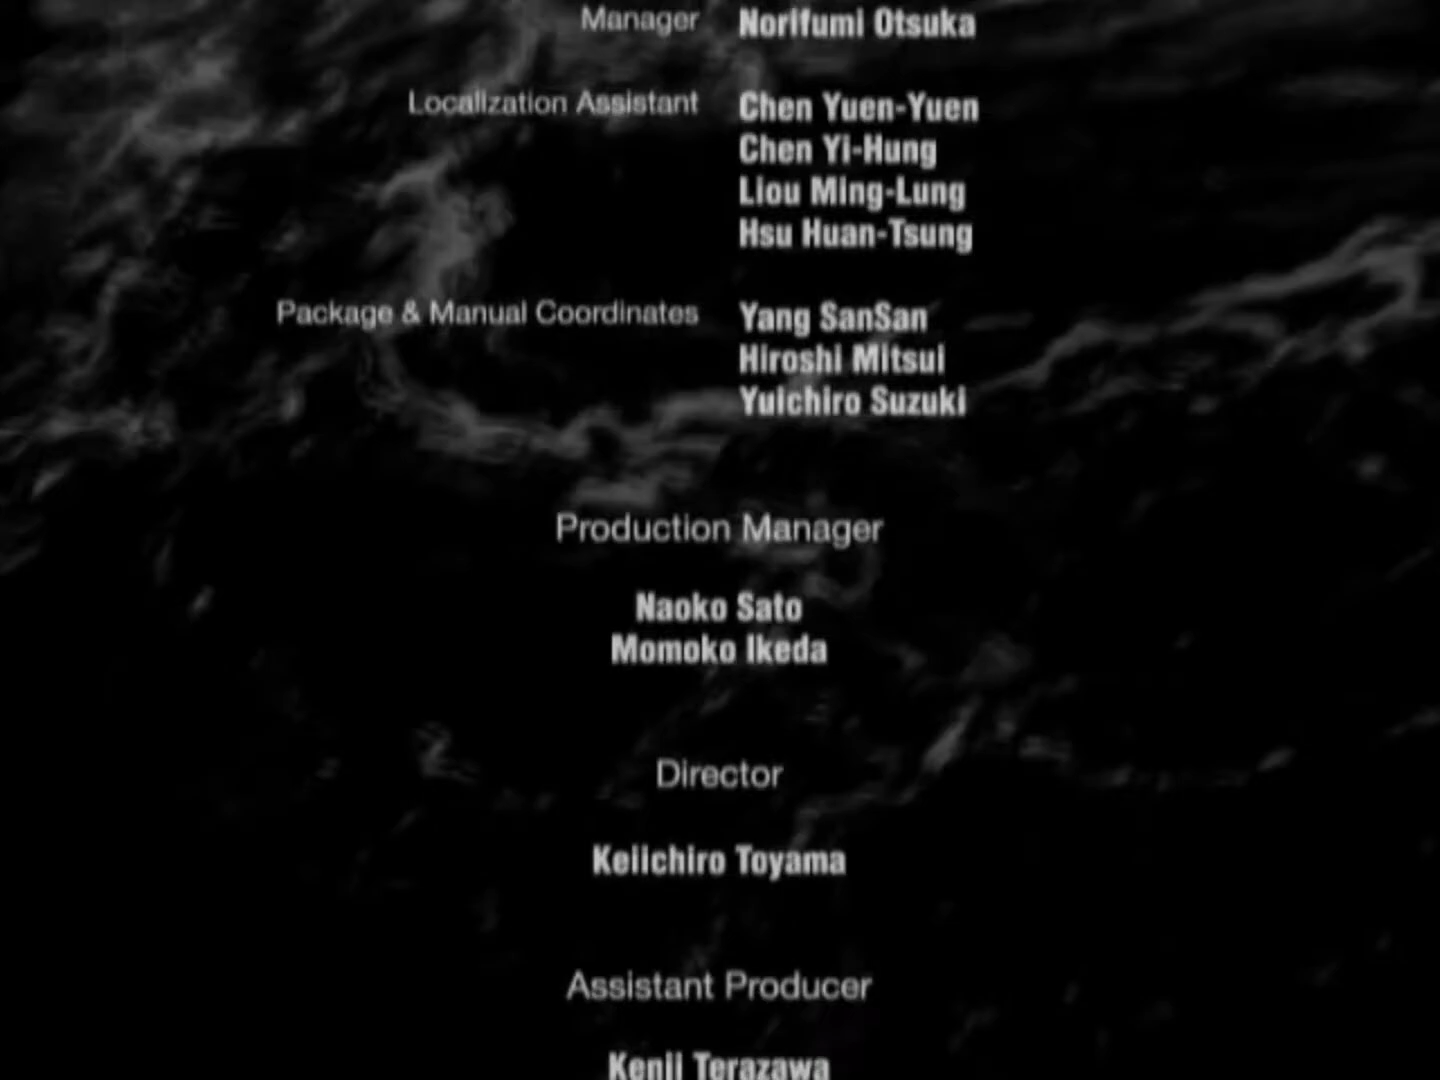 Manager Norifumi Otsuka
Localization Assistant Chen Yuen-Yuen
Chen Yi-Hung
Liou Ming-Lung
Hsu Huan-Tsung
Package & Manual Coordinates Yang SanSan
Hiroshi Mitsui
Yuichiro Suzuki
Production Manager
Naoko Sato
Momoko Ikeda
Director
Keiichiro Toyama
Assistant Producer
Kenji Terazawa